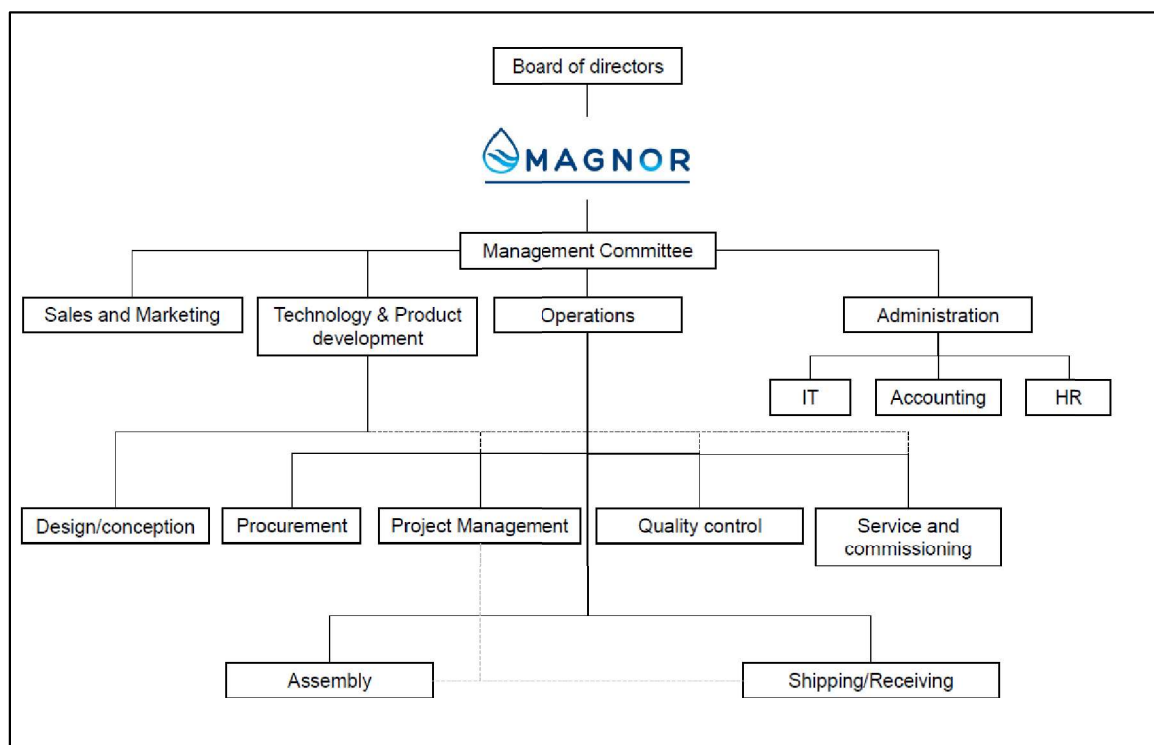 Board of directors
MAGNOR
Management Committee
Sales and Marketing
Technology & Product
development
Operations
Administration
IT
Accounting
HR
Design/conception
Procurement
Project Management
Quality control
Service and
commissioning
Assembly
Shipping/Receiving